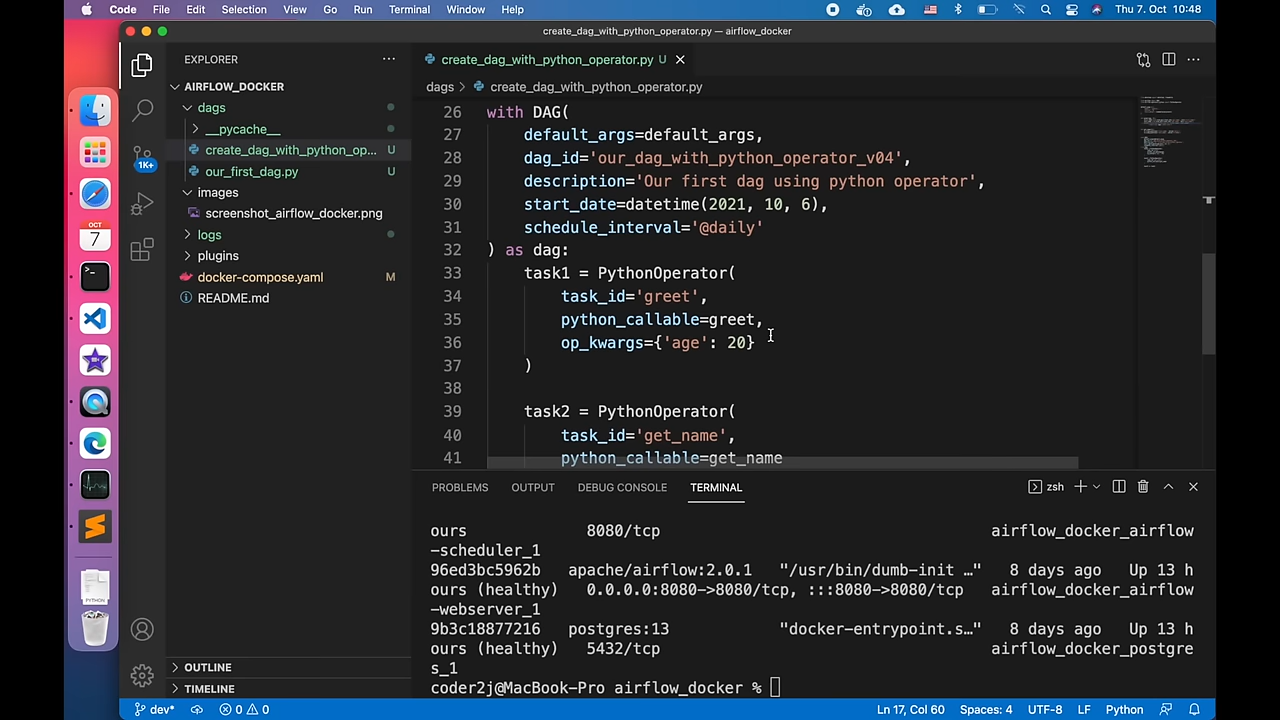 Code File Edit Selection View Go Run Terminal Window Help Thu 7. Oct 10:48
create_dag_with_python_operator.py — airflow_docker
EXPLORER
AIRFLOW_DOCKER
dags
__pycache__
create_dag_with_python_op... U
our_first_dag.py U
images
screenshot_airflow_docker.png
logs
plugins
docker-compose.yaml M
README.md
OUTLINE
TIMELINE
1K+
OCT
7
PYTHON
create_dag_with_python_operator.py U
dags > create_dag_with_python_operator.py
26 with DAG(
27 default_args=default_args,
28 dag_id='our_dag_with_python_operator_v04',
29 description='Our first dag using python operator',
30 start_date=datetime(2021, 10, 6),
31 schedule_interval='@daily'
32 ) as dag:
33 task1 = PythonOperator(
34 task_id='greet',
35 python_callable=greet,
36 op_kwargs={'age': 20}
37 )
38
39 task2 = PythonOperator(
40 task_id='get_name',
41 python_callable=get_name
PROBLEMS OUTPUT DEBUG CONSOLE TERMINAL zsh
ours 8080/tcp airflow_docker_airflow
-scheduler_1
96ed3bc5962b apache/airflow:2.0.1 "/usr/bin/dumb-init …" 8 days ago Up 13 h
ours (healthy) 0.0.0.0:8080->8080/tcp, :::8080->8080/tcp airflow_docker_airflow
-webserver_1
9b3c18877216 postgres:13 "docker-entrypoint.s…" 8 days ago Up 13 h
ours (healthy) 5432/tcp airflow_docker_postgre
s_1
coder2j@MacBook-Pro airflow_docker %
dev* 0 0 Ln 17, Col 60 Spaces: 4 UTF-8 LF Python